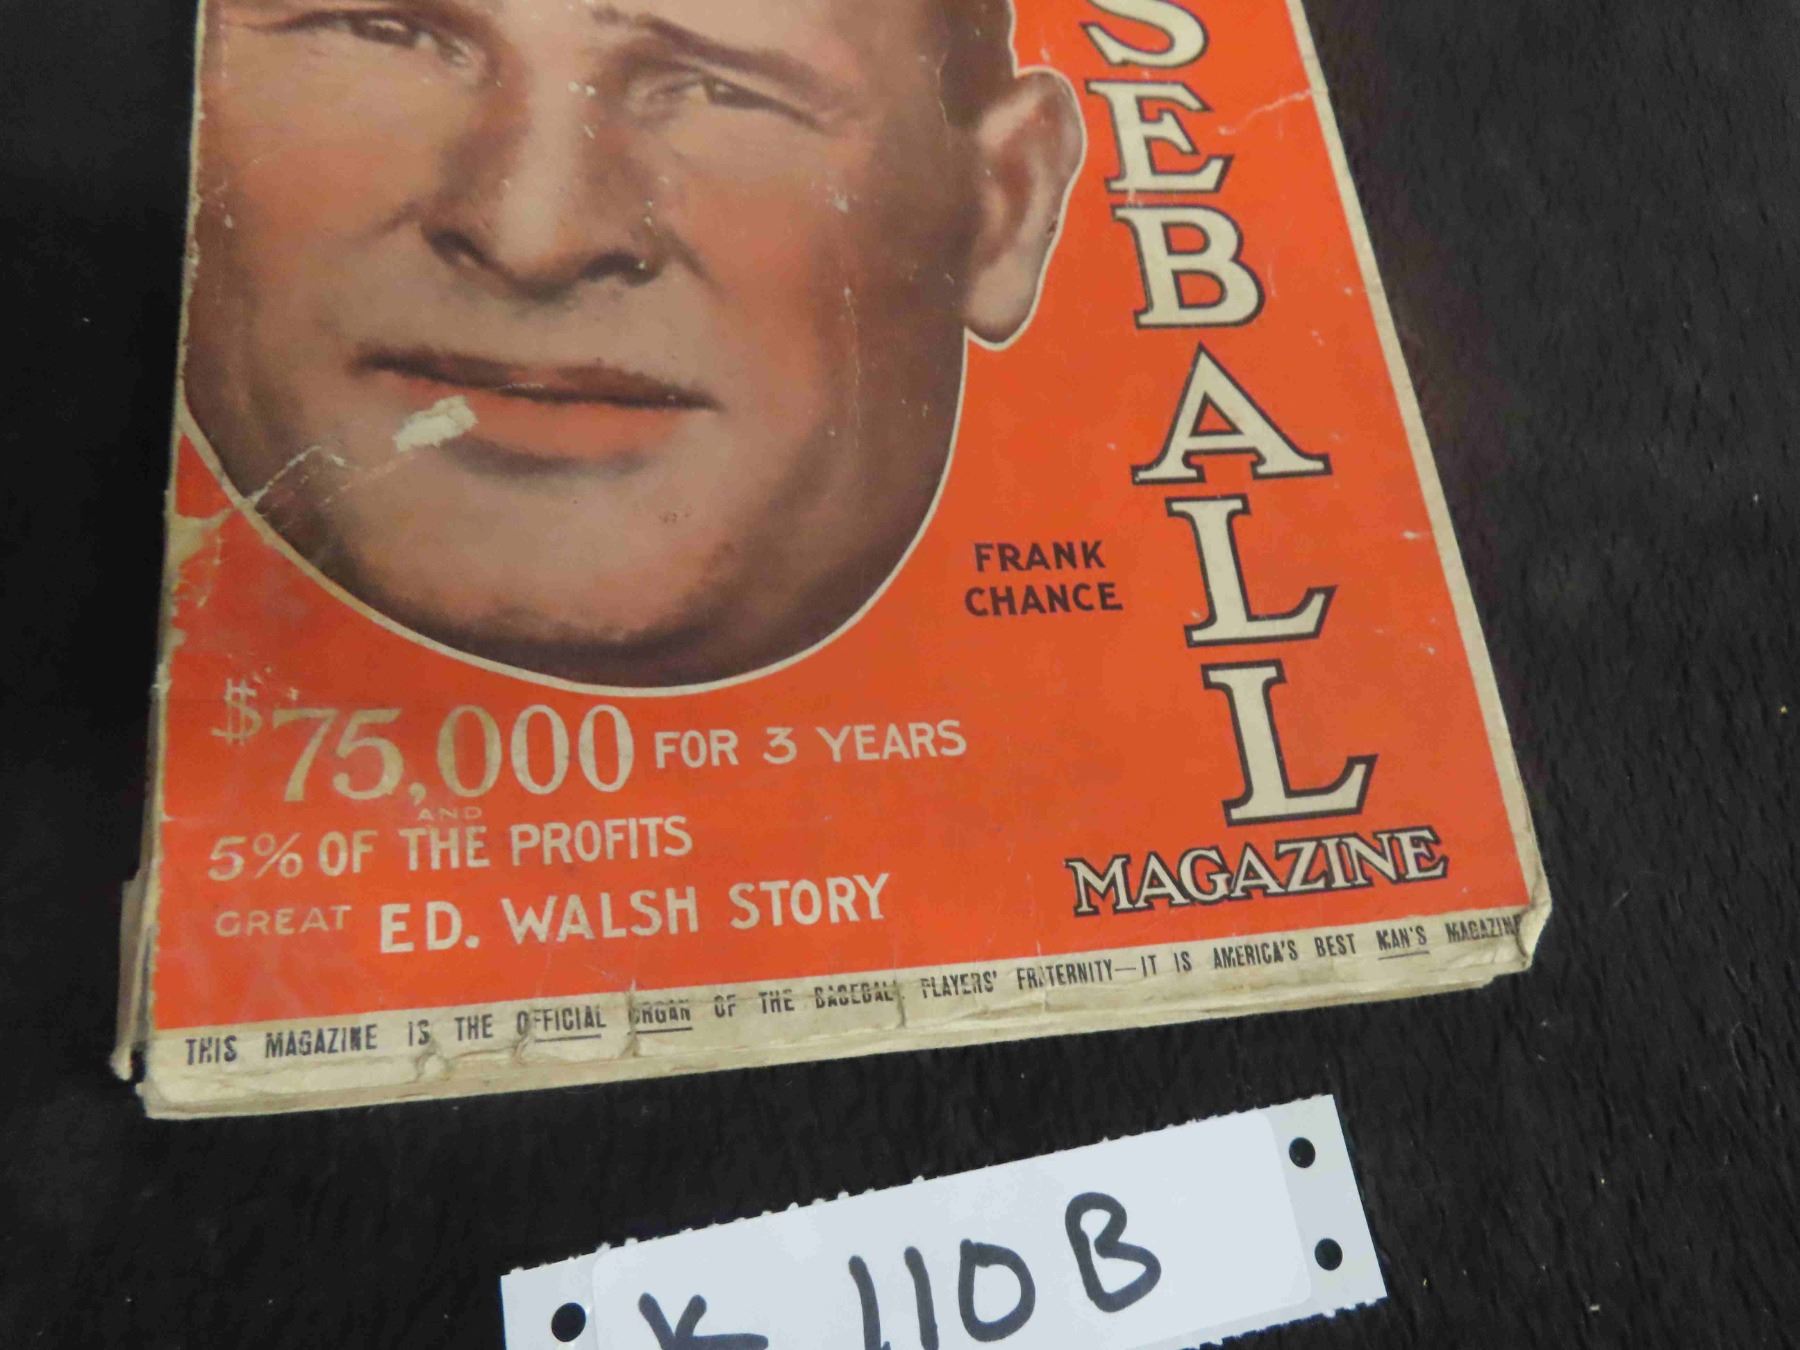 SEBALL
MAGAZINE
FRANK
CHANCE
$75,000 FOR 3 YEARS
AND
5% OF THE PROFITS
GREAT ED. WALSH STORY
THIS MAGAZINE IS THE OFFICIAL ORGAN OF THE BASEBALL PLAYERS' FRATERNITY—IT IS AMERICA'S BEST MAN'S MAGAZINE
K 110B